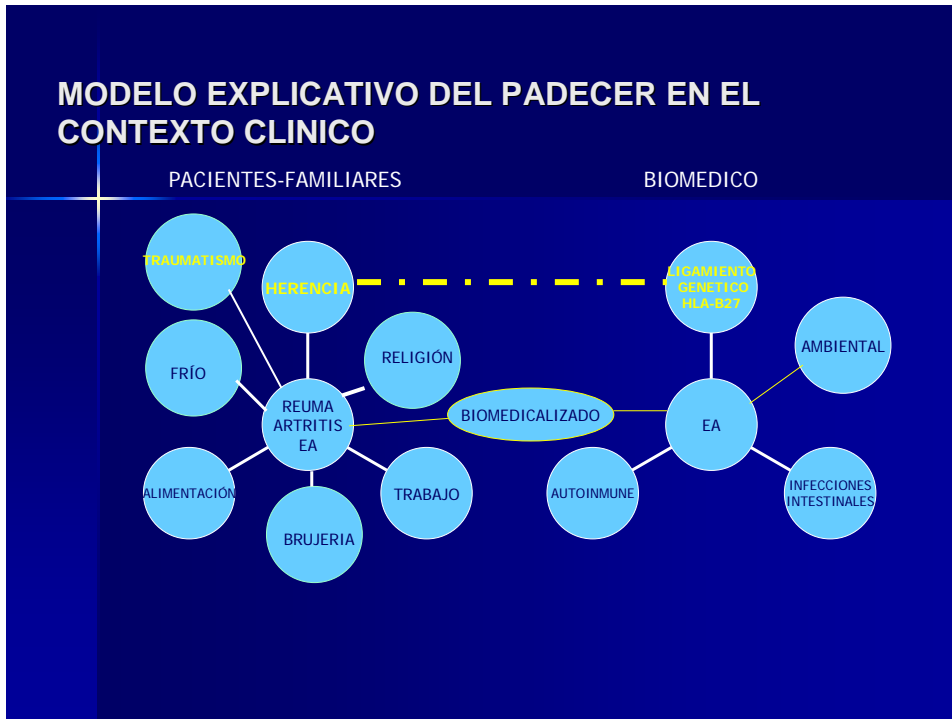 MODELO EXPLICATIVO DEL PADECER EN EL
CONTEXTO CLINICO
PACIENTES-FAMILIARES
BIOMEDICO
TRAUMATISMO
HERENCIA
LIGAMIENTO
GENETICO
HLA-B27
FRÍO
RELIGIÓN
AMBIENTAL
REUMA
ARTRITIS
EA
BIOMEDICALIZADO
EA
ALIMENTACIÓN
TRABAJO
AUTOINMUNE
INFECCIONES
INTESTINALES
BRUJERIA